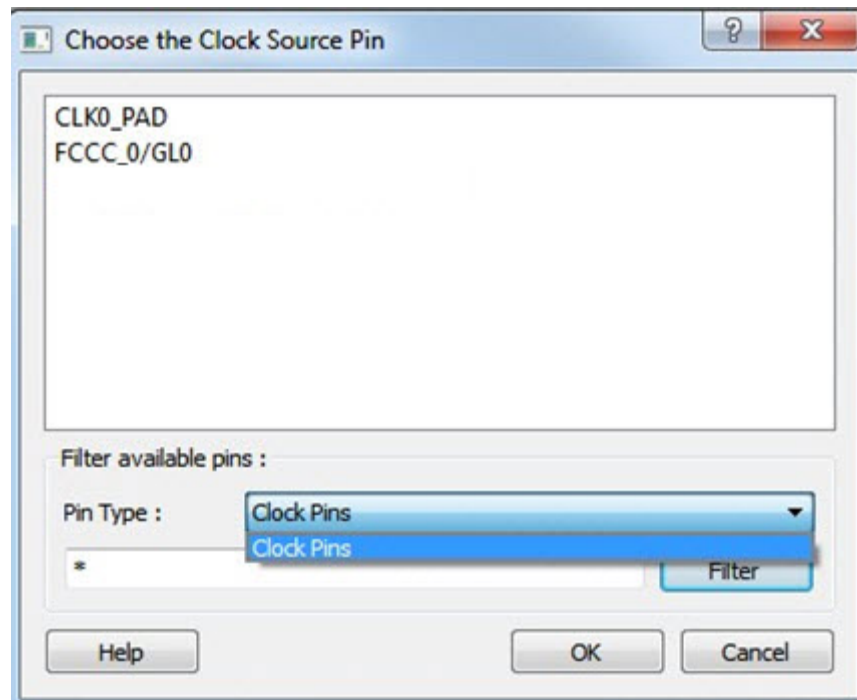 Choose the Clock Source Pin
CLK0_PAD
FCCC_0/GL0
Filter available pins :
Pin Type : Clock Pins
Clock Pins
* Filter
Help OK Cancel